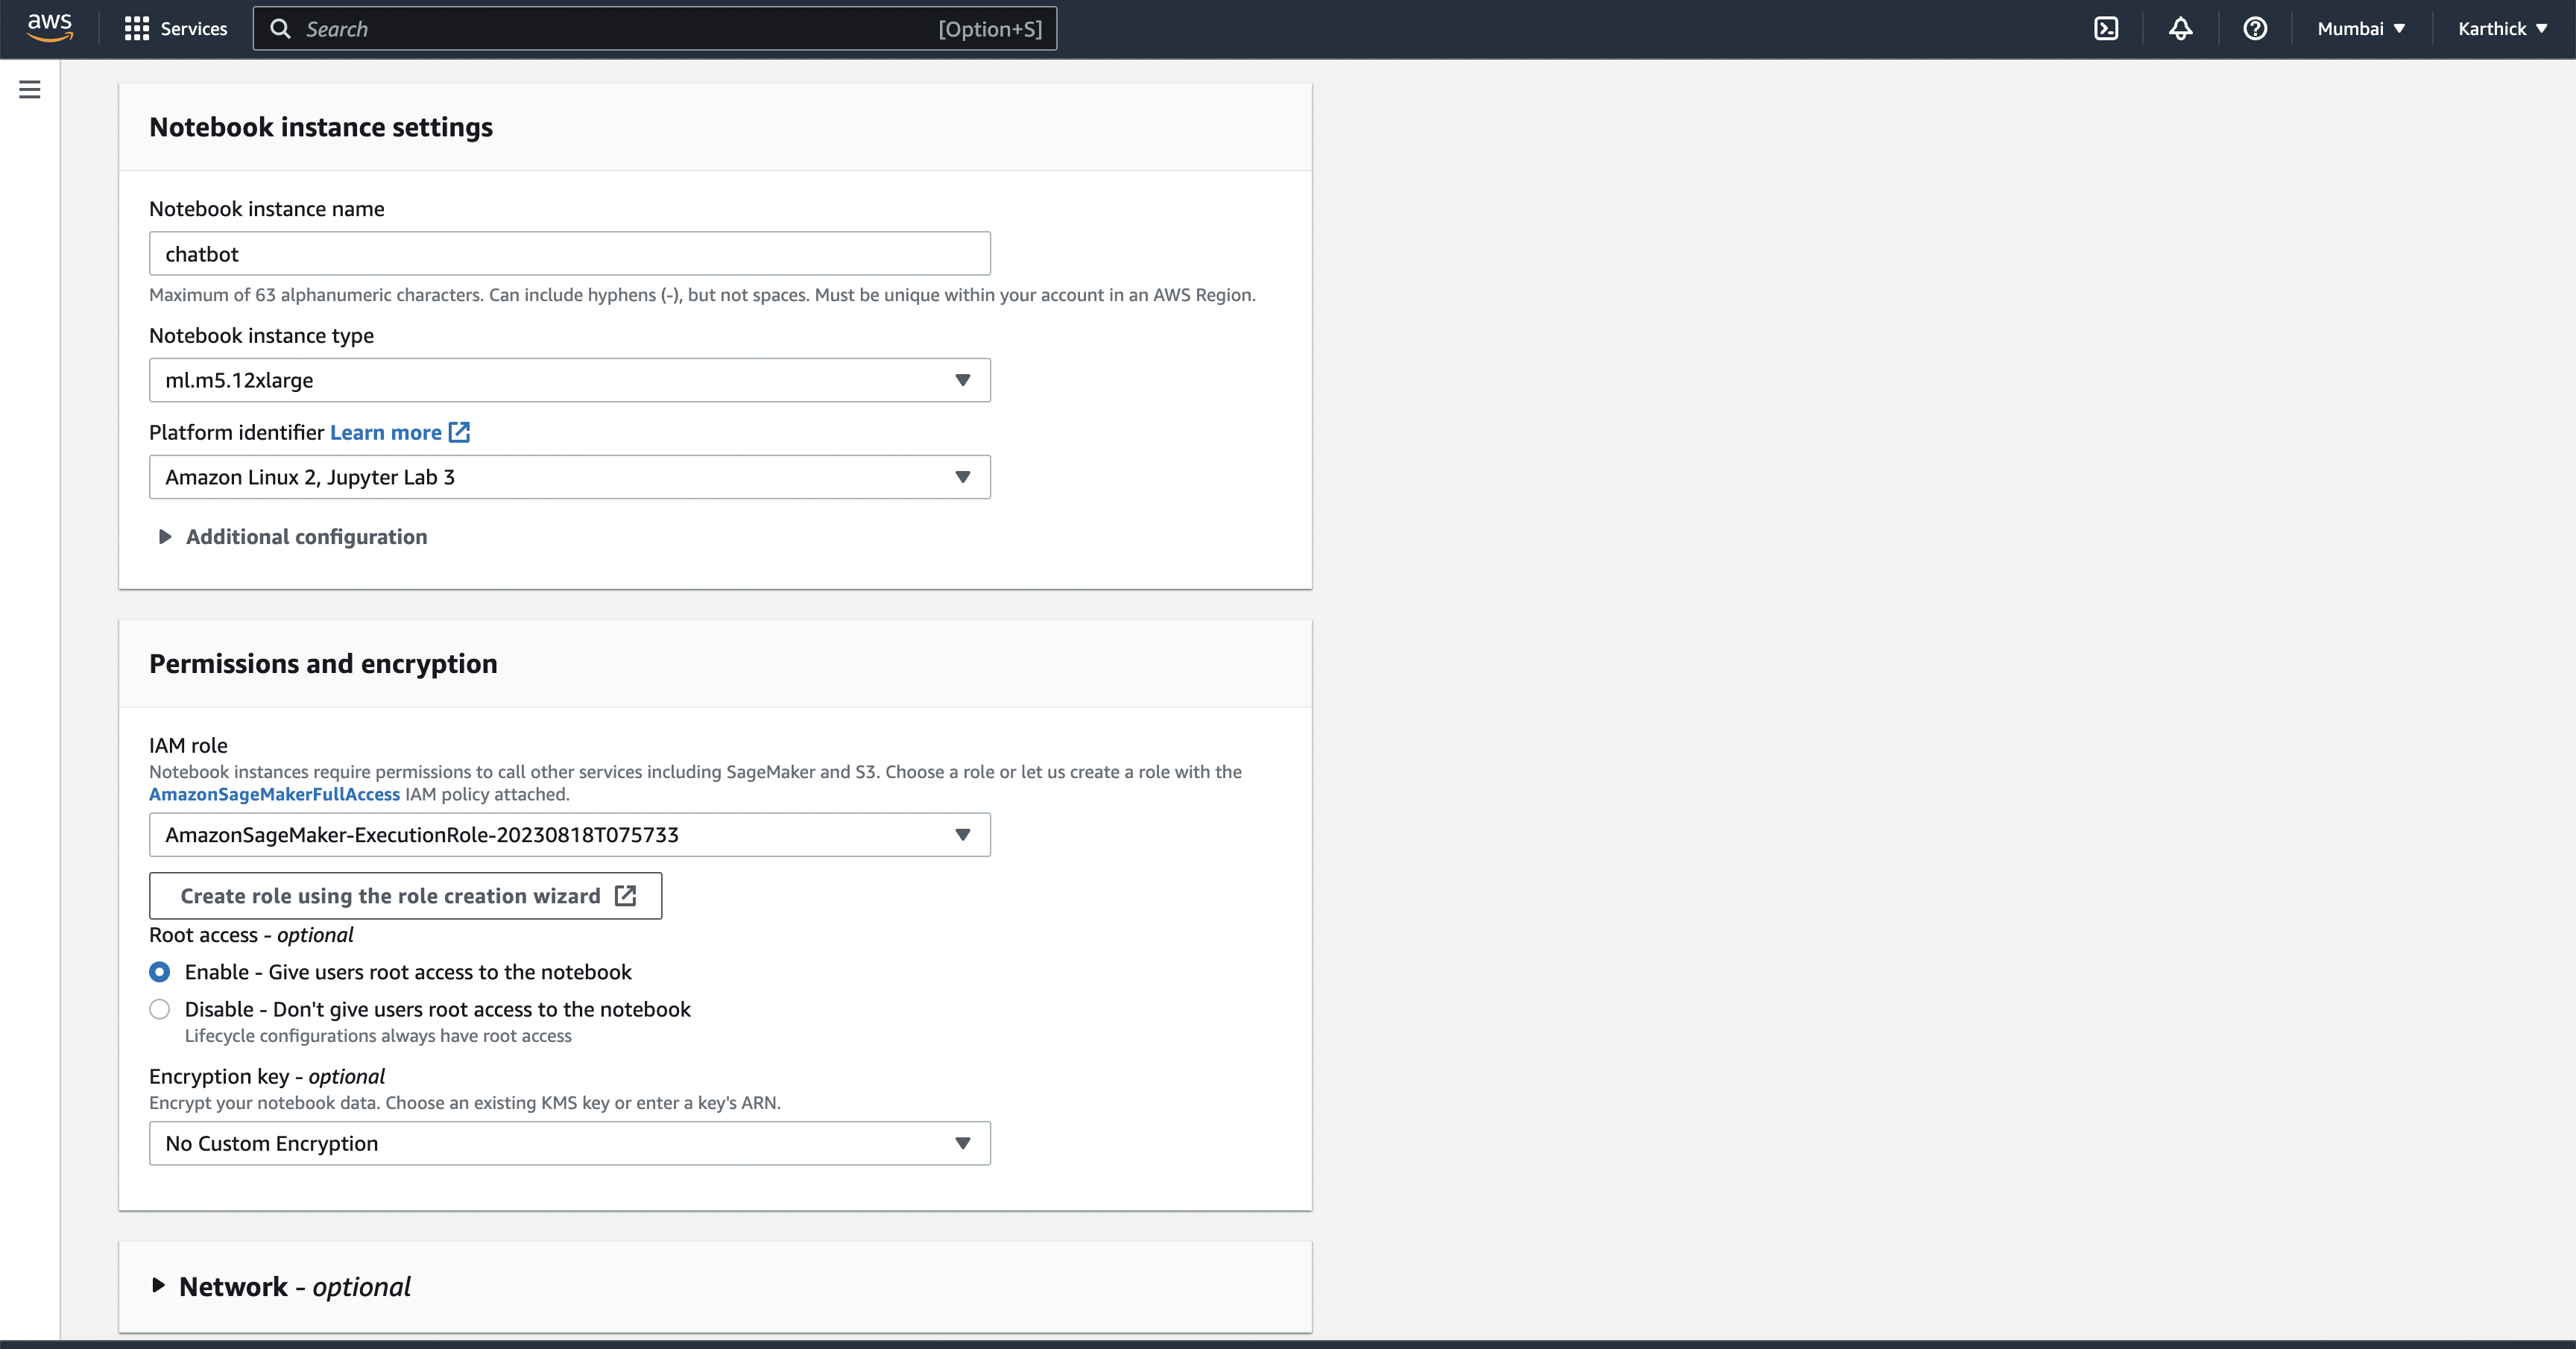 aws
Services
Search
[Option+S]
Mumbai
Karthick
Notebook instance settings
Notebook instance name
chatbot
Maximum of 63 alphanumeric characters. Can include hyphens (-), but not spaces. Must be unique within your account in an AWS Region.
Notebook instance type
ml.m5.12xlarge
Platform identifier Learn more
Amazon Linux 2, Jupyter Lab 3
Additional configuration
Permissions and encryption
IAM role
Notebook instances require permissions to call other services including SageMaker and S3. Choose a role or let us create a role with the
AmazonSageMakerFullAccess IAM policy attached.
AmazonSageMaker-ExecutionRole-20230818T075733
Create role using the role creation wizard
Root access - optional
Enable - Give users root access to the notebook
Disable - Don't give users root access to the notebook
Lifecycle configurations always have root access
Encryption key - optional
Encrypt your notebook data. Choose an existing KMS key or enter a key's ARN.
No Custom Encryption
Network - optional